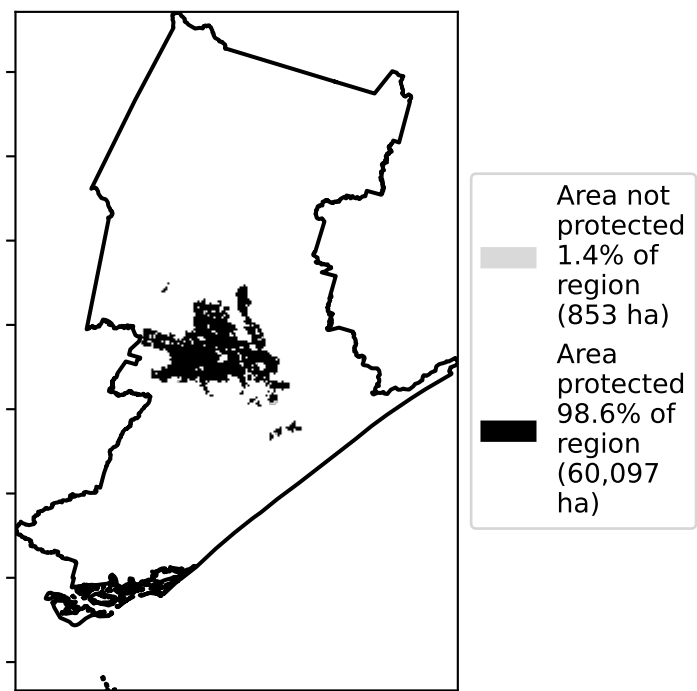 Area not
protected
1.4% of
region
(853 ha)
Area
protected
98.6% of
region
(60,097
ha)